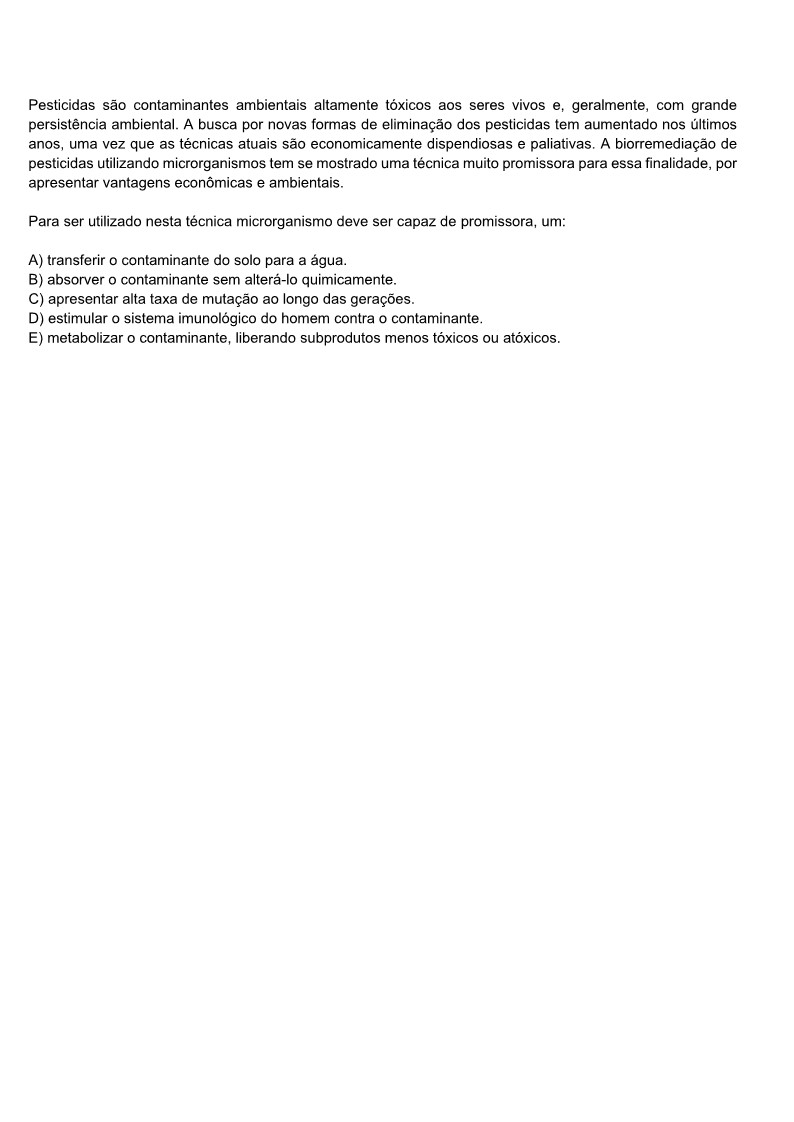 Pesticidas são contaminantes ambientais altamente tóxicos aos seres vivos e, geralmente, com grande
persistência ambiental. A busca por novas formas de eliminação dos pesticidas tem aumentado nos últimos
anos, uma vez que as técnicas atuais são economicamente dispendiosas e paliativas. A biorremediação de
pesticidas utilizando microrganismos tem se mostrado uma técnica muito promissora para essa finalidade, por
apresentar vantagens econômicas e ambientais.
Para ser utilizado nesta técnica microrganismo deve ser capaz de promissora, um:
A) transferir o contaminante do solo para a água.
B) absorver o contaminante sem alterá-lo quimicamente.
C) apresentar alta taxa de mutação ao longo das gerações.
D) estimular o sistema imunológico do homem contra o contaminante.
E) metabolizar o contaminante, liberando subprodutos menos tóxicos ou atóxicos.